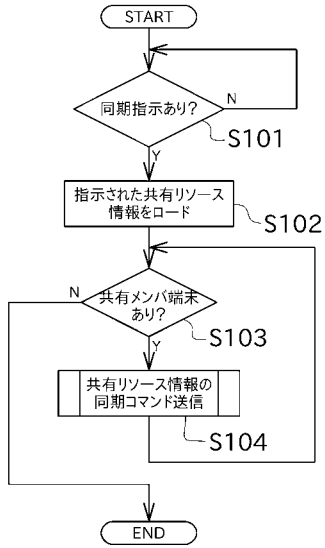 START
同期指示あり?
N
S101
Y
指示された共有リソース
情報をロード
S102
N
共有メンバ端末
あり?
S103
Y
共有リソース情報の
同期コマンド送信
S104
END